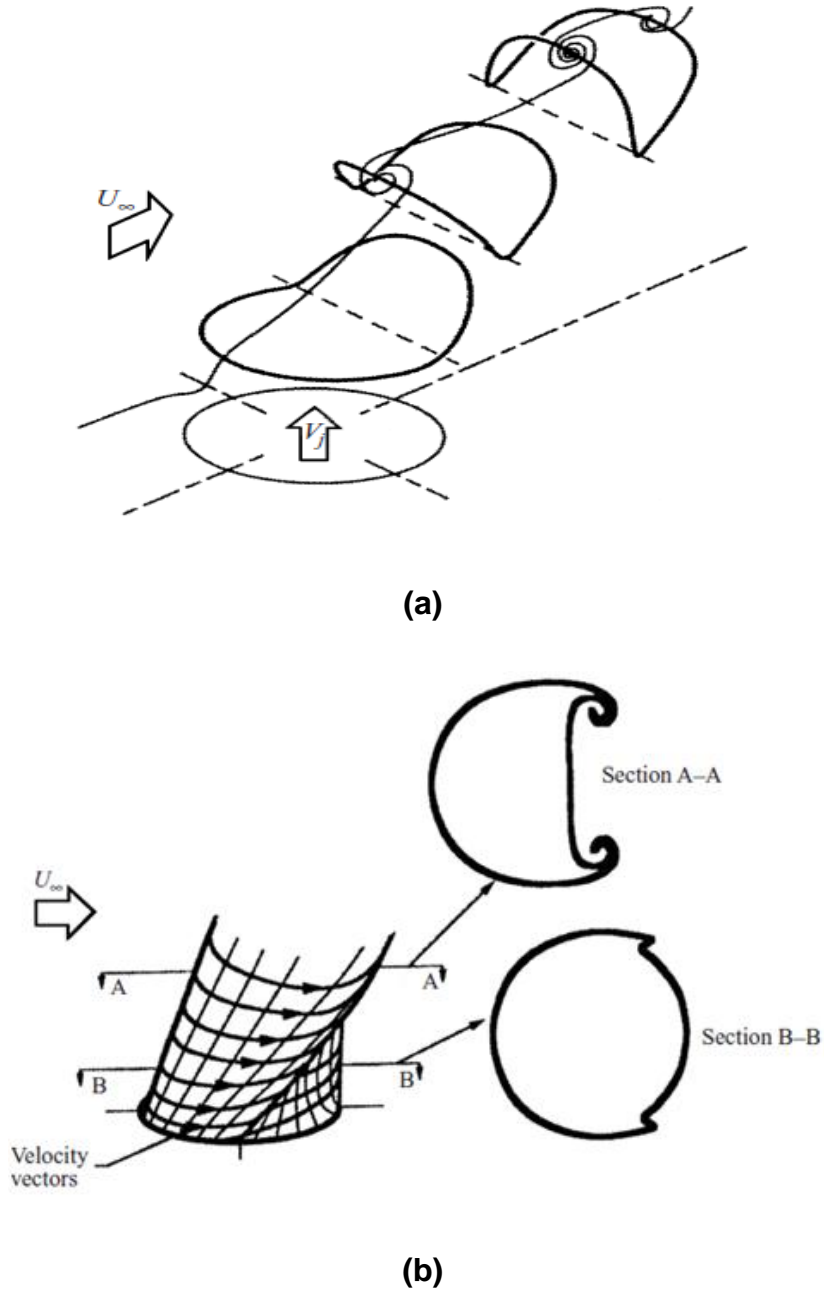 U∞
Vj
(a)
Section A–A
U∞
A
A
Section B–B
B
B
Velocity
vectors
(b)